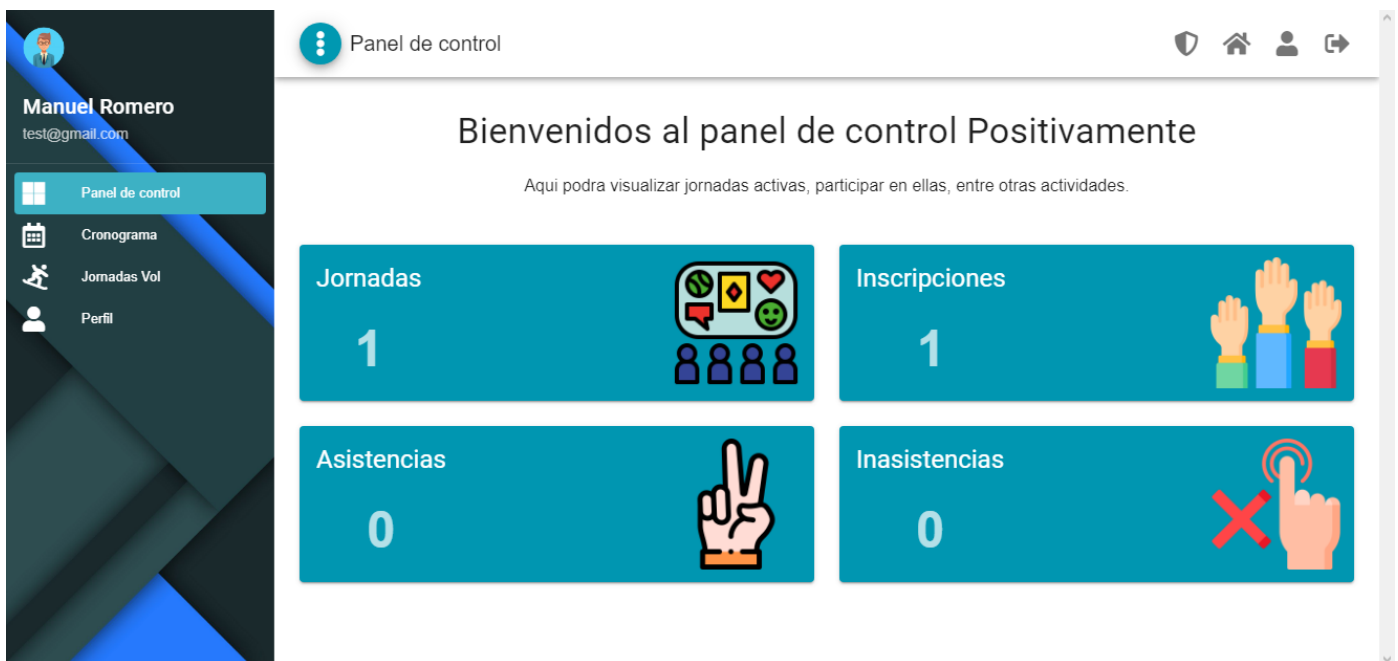 Manuel Romero
test@gmail.com
Panel de control
Cronograma
Jornadas Vol
Perfil
Panel de control
Bienvenidos al panel de control Positivamente
Aqui podra visualizar jornadas activas, participar en ellas, entre otras actividades.
Jornadas
1
Inscripciones
1
Asistencias
0
Inasistencias
0